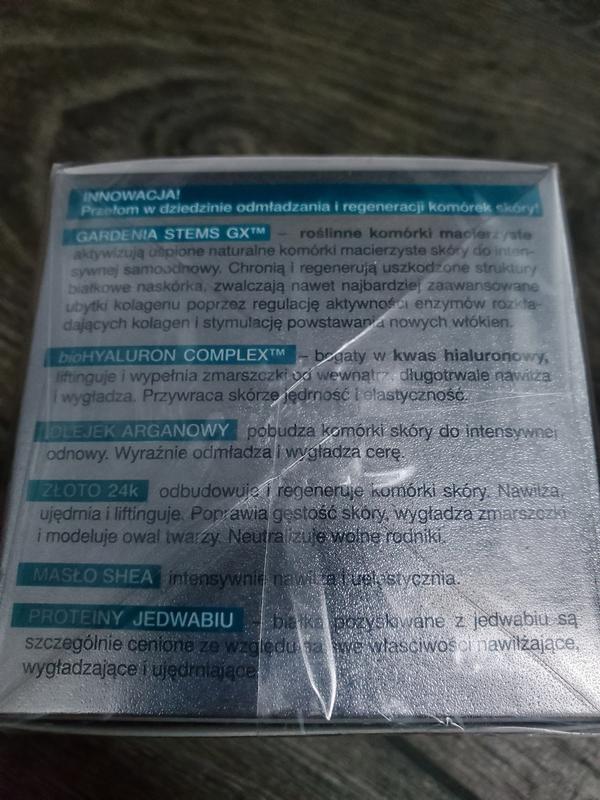 INNOWACJA!
Przełom w dziedzinie odmładzania i regeneracji komórek skóry!
GARDENIA STEMS GX™ – roślinne komórki macierzyste
aktywizują uśpione naturalne komórki macierzyste skóry do inten-
sywnej samoodnowy. Chronią i regenerują uszkodzone struktury
białkowe naskórka, zwalczają nawet najbardziej zaawansowane
ubytki kolagenu poprzez regulację aktywności enzymów rozkła-
dających kolagen i stymulację powstawania nowych włókien.
bioHYALURON COMPLEX™ – bogaty w kwas hialuronowy,
liftinguje i wypełnia zmarszczki od wewnątrz, długotrwale nawilża
i wygładza. Przywraca skórze jędrność i elastyczność.
OLEJEK ARGANOWY pobudza komórki skóry do intensywnej
odnowy. Wyraźnie odmładza i wygładza cerę.
ZŁOTO 24k odbudowuje i regeneruje komórki skóry. Nawilża,
ujędrnia i liftinguje. Poprawia gęstość skóry, wygładza zmarszczki
i modeluje owal twarzy. Neutralizuje wolne rodniki.
MASŁO SHEA intensywnie nawilża i uelastycznia.
PROTEINY JEDWABIU – białka pozyskiwane z jedwabiu są
szczególnie cenione ze względu na swe właściwości nawilżające,
wygładzające i ujędrniające.